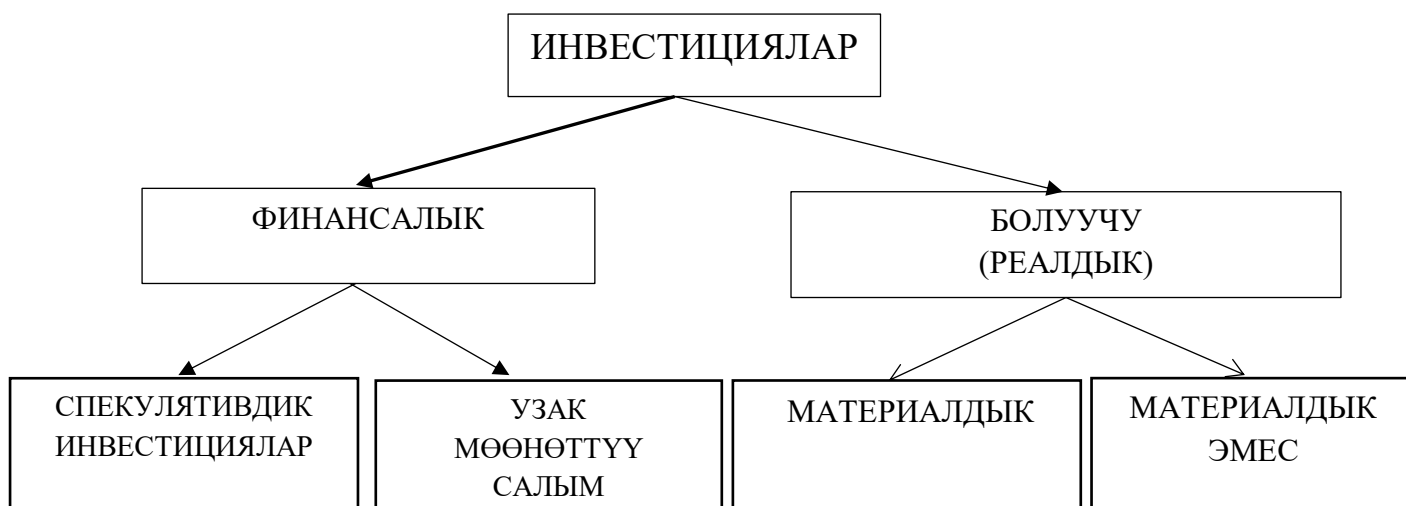 ИНВЕСТИЦИЯЛАР
ФИНАНСАЛЫК
БОЛУУЧУ
(РЕАЛДЫК)
СПЕКУЛЯТИВДИК
ИНВЕСТИЦИЯЛАР
УЗАК
МӨӨНӨТТҮҮ
САЛЫМ
МАТЕРИАЛДЫК
МАТЕРИАЛДЫК
ЭМЕС